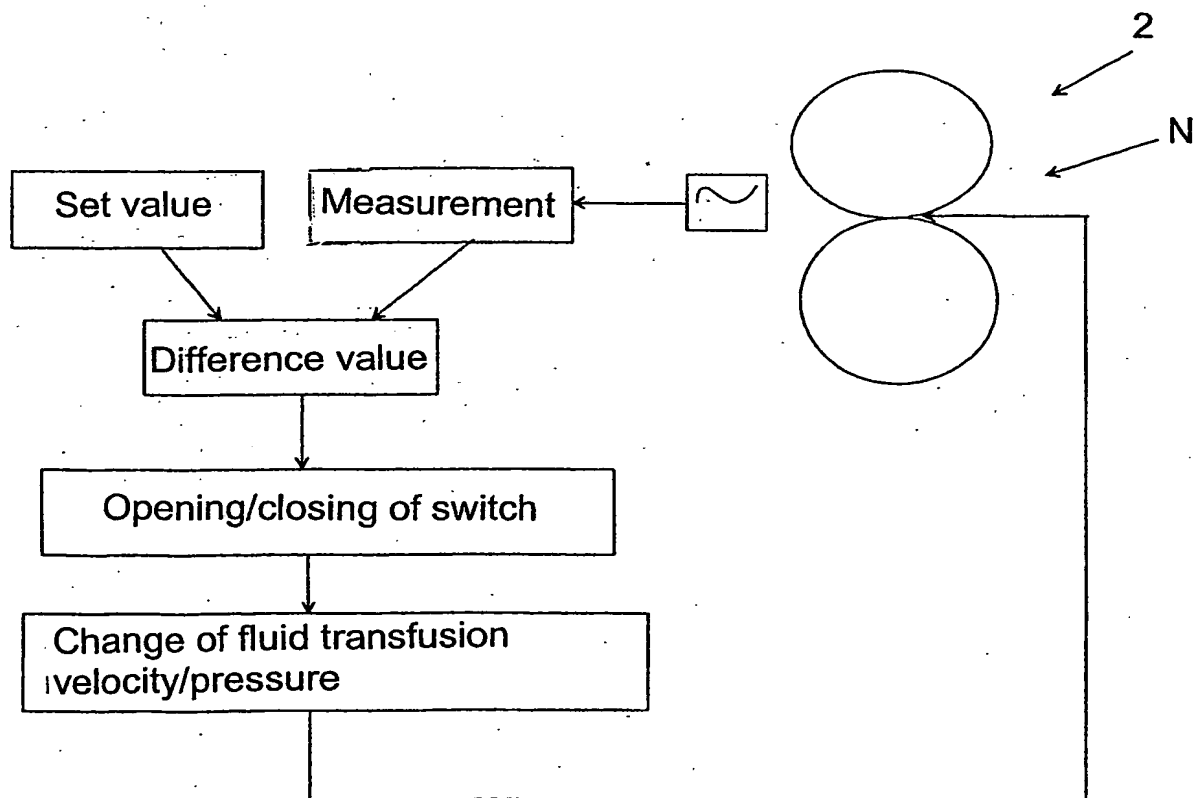 2
N
Set value
Measurement
Difference value
Opening/closing of switch
Change of fluid transfusion
velocity/pressure